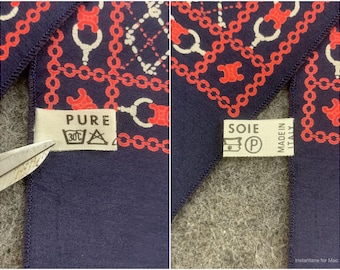 PURE
30°C A
SOIE
P
MADE IN
ITALY
Instantane for Mac